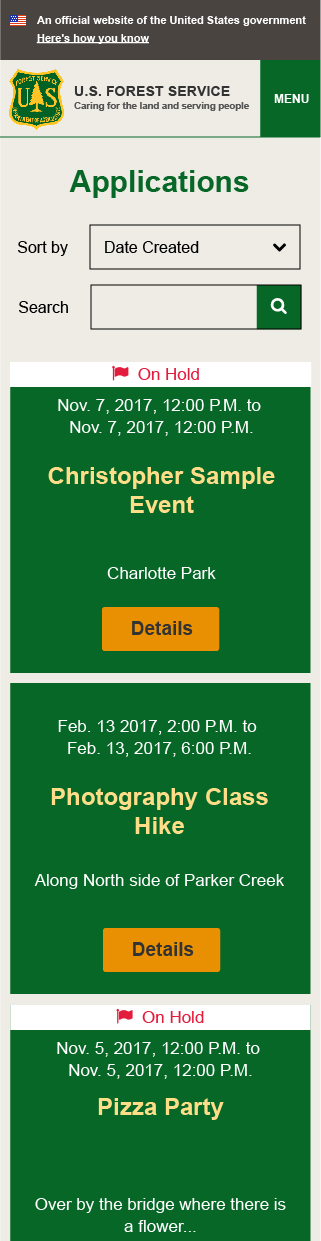 An official website of the United States government
Here's how you know
FOREST SERVICE
U S
DEPARTMENT OF AGRICULTURE
U.S. FOREST SERVICE
Caring for the land and serving people
MENU
Applications
Sort by
Date Created
Search
On Hold
Nov. 7, 2017, 12:00 P.M. to
Nov. 7, 2017, 12:00 P.M.
Christopher Sample
Event
Charlotte Park
Details
Feb. 13 2017, 2:00 P.M. to
Feb. 13, 2017, 6:00 P.M.
Photography Class
Hike
Along North side of Parker Creek
Details
On Hold
Nov. 5, 2017, 12:00 P.M. to
Nov. 5, 2017, 12:00 P.M.
Pizza Party
Over by the bridge where there is
a flower...